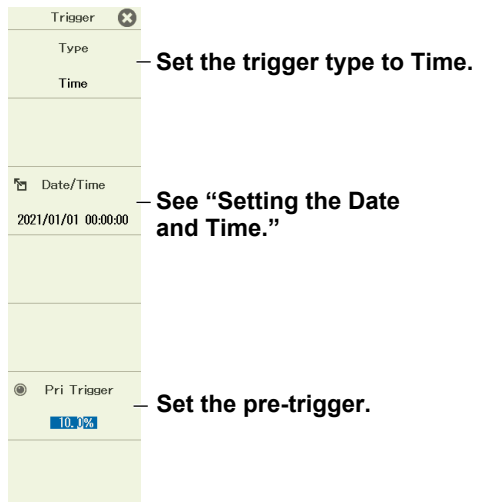 Trigger
Type
Time
Set the trigger type to Time.
Date/Time
2021/01/01 00:00:00
See “Setting the Date
and Time.”
Pri Trigger
10.0%
Set the pre-trigger.